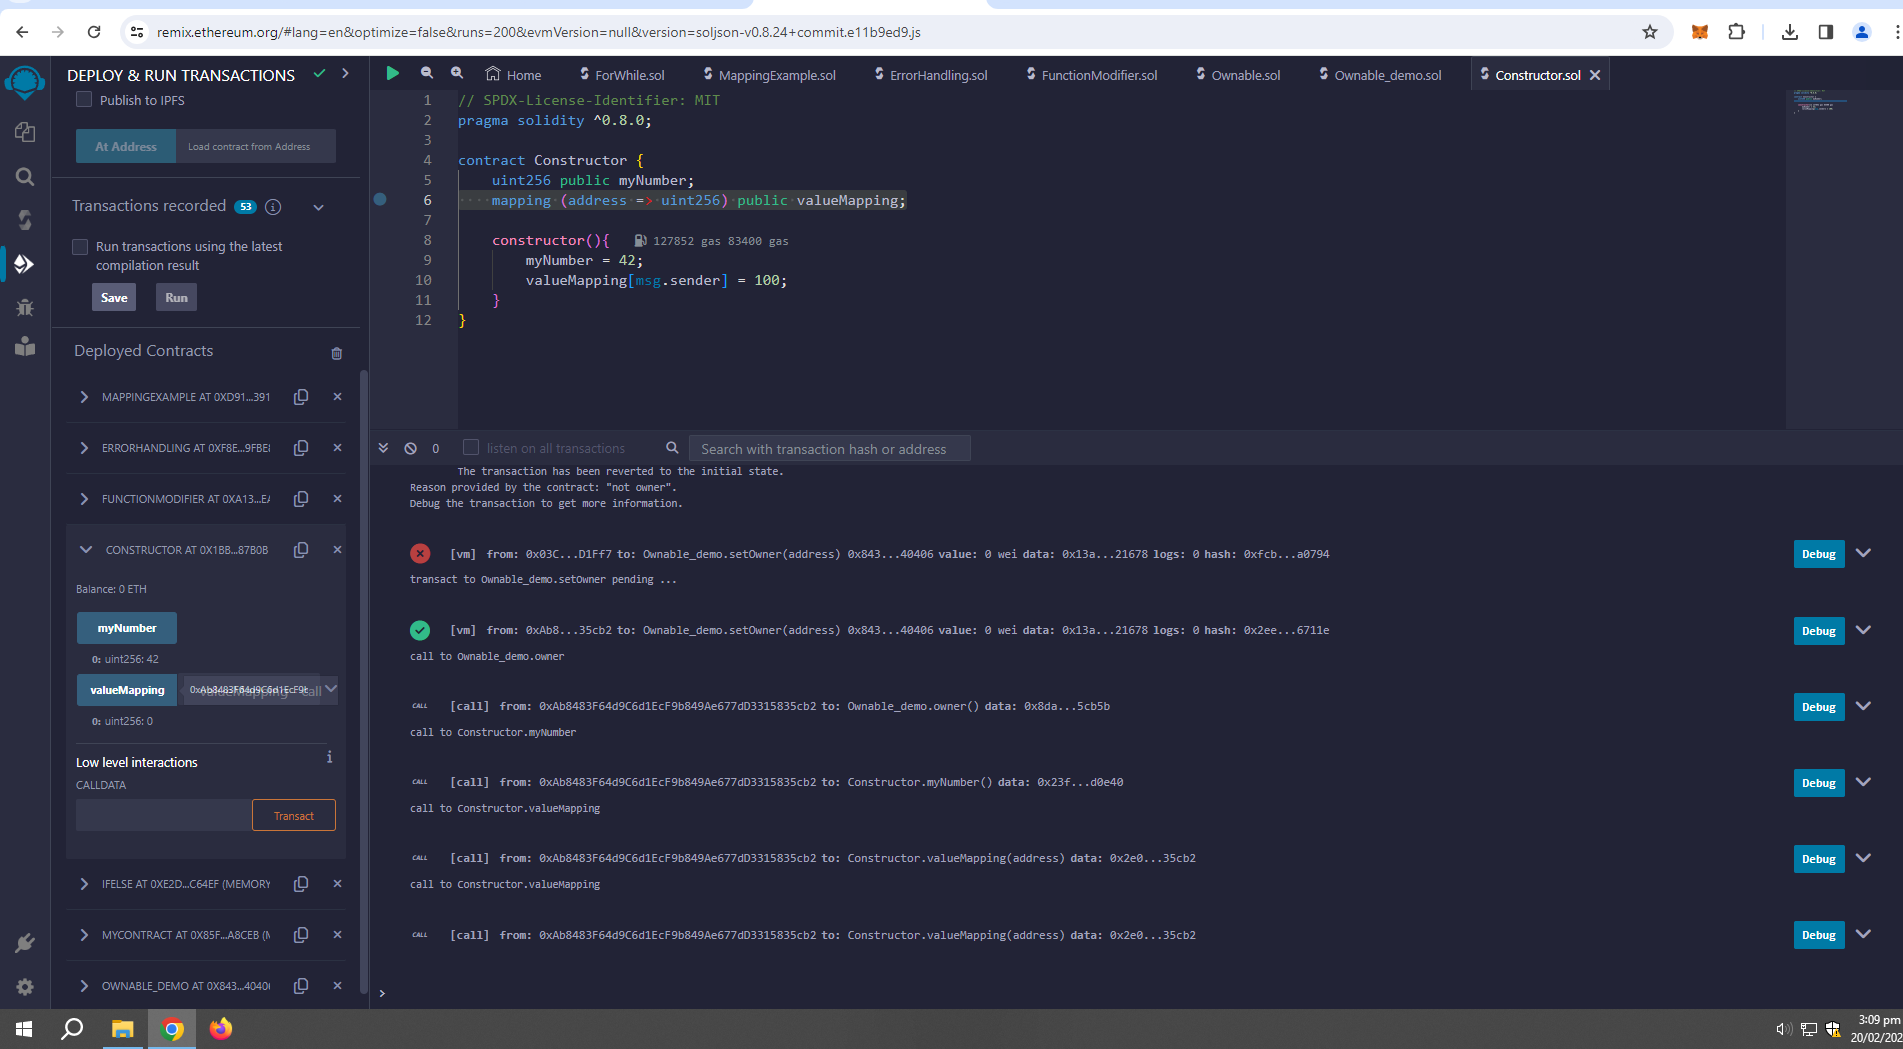 remix.ethereum.org/#lang=en&optimize=false&runs=200&evmVersion=null&version=soljson-v0.8.24+commit.e11b9ed9.js
DEPLOY & RUN TRANSACTIONS
Publish to IPFS
At Address
Load contract from Address
Transactions recorded 53 i
Run transactions using the latest
compilation result
Save
Run
Deployed Contracts
MAPPINGEXAMPLE AT 0XD91...391
ERRORHANDLING AT 0XF8E...9FBE
FUNCTIONMODIFIER AT 0XA13...EA
CONSTRUCTOR AT 0X1BB...87B0B
Balance: 0 ETH
myNumber
0: uint256: 42
valueMapping
0xAb8483F64d9C6d1EcF9b
valueMapping - call
0: uint256: 0
Low level interactions
i
CALLDATA
Transact
IFELSE AT 0XE2D...C64EF (MEMORY
MYCONTRACT AT 0X85F...A8CEB (M
OWNABLE_DEMO AT 0X843...40406
Home
ForWhile.sol
MappingExample.sol
ErrorHandling.sol
FunctionModifier.sol
Ownable.sol
Ownable_demo.sol
Constructor.sol
1 // SPDX-License-Identifier: MIT
2 pragma solidity ^0.8.0;
3
4 contract Constructor {
5 uint256 public myNumber;
6 mapping (address => uint256) public valueMapping;
7
8 constructor(){ 127852 gas 83400 gas
9 myNumber = 42;
10 valueMapping[msg.sender] = 100;
11 }
12 }
0
listen on all transactions
Search with transaction hash or address
The transaction has been reverted to the initial state.
Reason provided by the contract: "not owner".
Debug the transaction to get more information.
[vm] from: 0x03C...D1Ff7 to: Ownable_demo.setOwner(address) 0x843...40406 value: 0 wei data: 0x13a...21678 logs: 0 hash: 0xfcb...a0794
Debug
transact to Ownable_demo.setOwner pending ...
[vm] from: 0xAb8...35cb2 to: Ownable_demo.setOwner(address) 0x843...40406 value: 0 wei data: 0x13a...21678 logs: 0 hash: 0x2ee...6711e
Debug
call to Ownable_demo.owner
CALL [call] from: 0xAb8483F64d9C6d1EcF9b849Ae677dD3315835cb2 to: Ownable_demo.owner() data: 0x8da...5cb5b
Debug
call to Constructor.myNumber
CALL [call] from: 0xAb8483F64d9C6d1EcF9b849Ae677dD3315835cb2 to: Constructor.myNumber() data: 0x23f...d0e40
Debug
call to Constructor.valueMapping
CALL [call] from: 0xAb8483F64d9C6d1EcF9b849Ae677dD3315835cb2 to: Constructor.valueMapping(address) data: 0x2e0...35cb2
Debug
call to Constructor.valueMapping
CALL [call] from: 0xAb8483F64d9C6d1EcF9b849Ae677dD3315835cb2 to: Constructor.valueMapping(address) data: 0x2e0...35cb2
Debug
>
3:09 pm
20/02/202